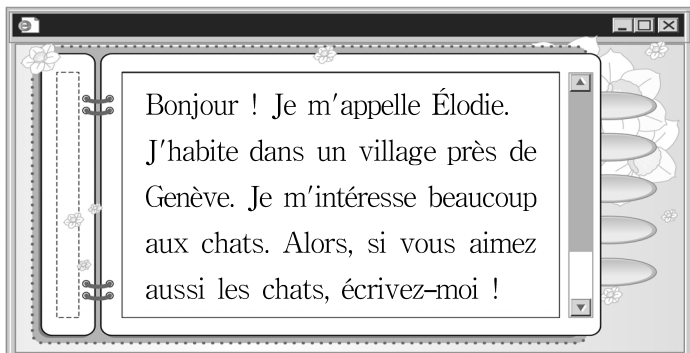 Bonjour ! Je m'appelle Élodie.
J'habite dans un village près de
Genève. Je m'intéresse beaucoup
aux chats. Alors, si vous aimez
aussi les chats, écrivez-moi !